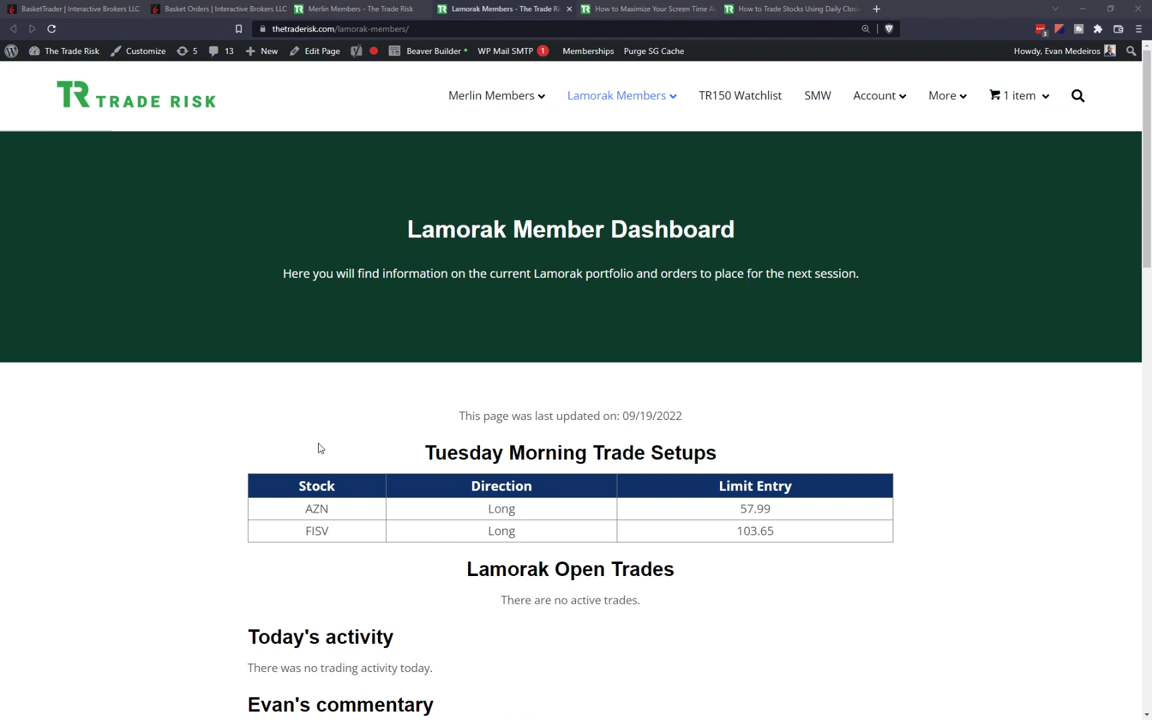 BasketTrader | Interactive Brokers LLC
Basket Orders | Interactive Brokers LLC
Merlin Members - The Trade Risk
Lamorak Members - The Trade Ri
How to Maximize Your Screen Time A
How to Trade Stocks Using Daily Clos
thetraderisk.com/lamorak-members/
The Trade Risk
Customize
5
13
New
Edit Page
Beaver Builder
WP Mail SMTP 1
Memberships
Purge SG Cache
Howdy, Evan Medeiros
TR TRADE RISK
Merlin Members
Lamorak Members
TR150 Watchlist
SMW
Account
More
1 item
Lamorak Member Dashboard
Here you will find information on the current Lamorak portfolio and orders to place for the next session.
This page was last updated on: 09/19/2022
Tuesday Morning Trade Setups
Stock Direction Limit Entry
AZN Long 57.99
FISV Long 103.65
Lamorak Open Trades
There are no active trades.
Today's activity
There was no trading activity today.
Evan's commentary